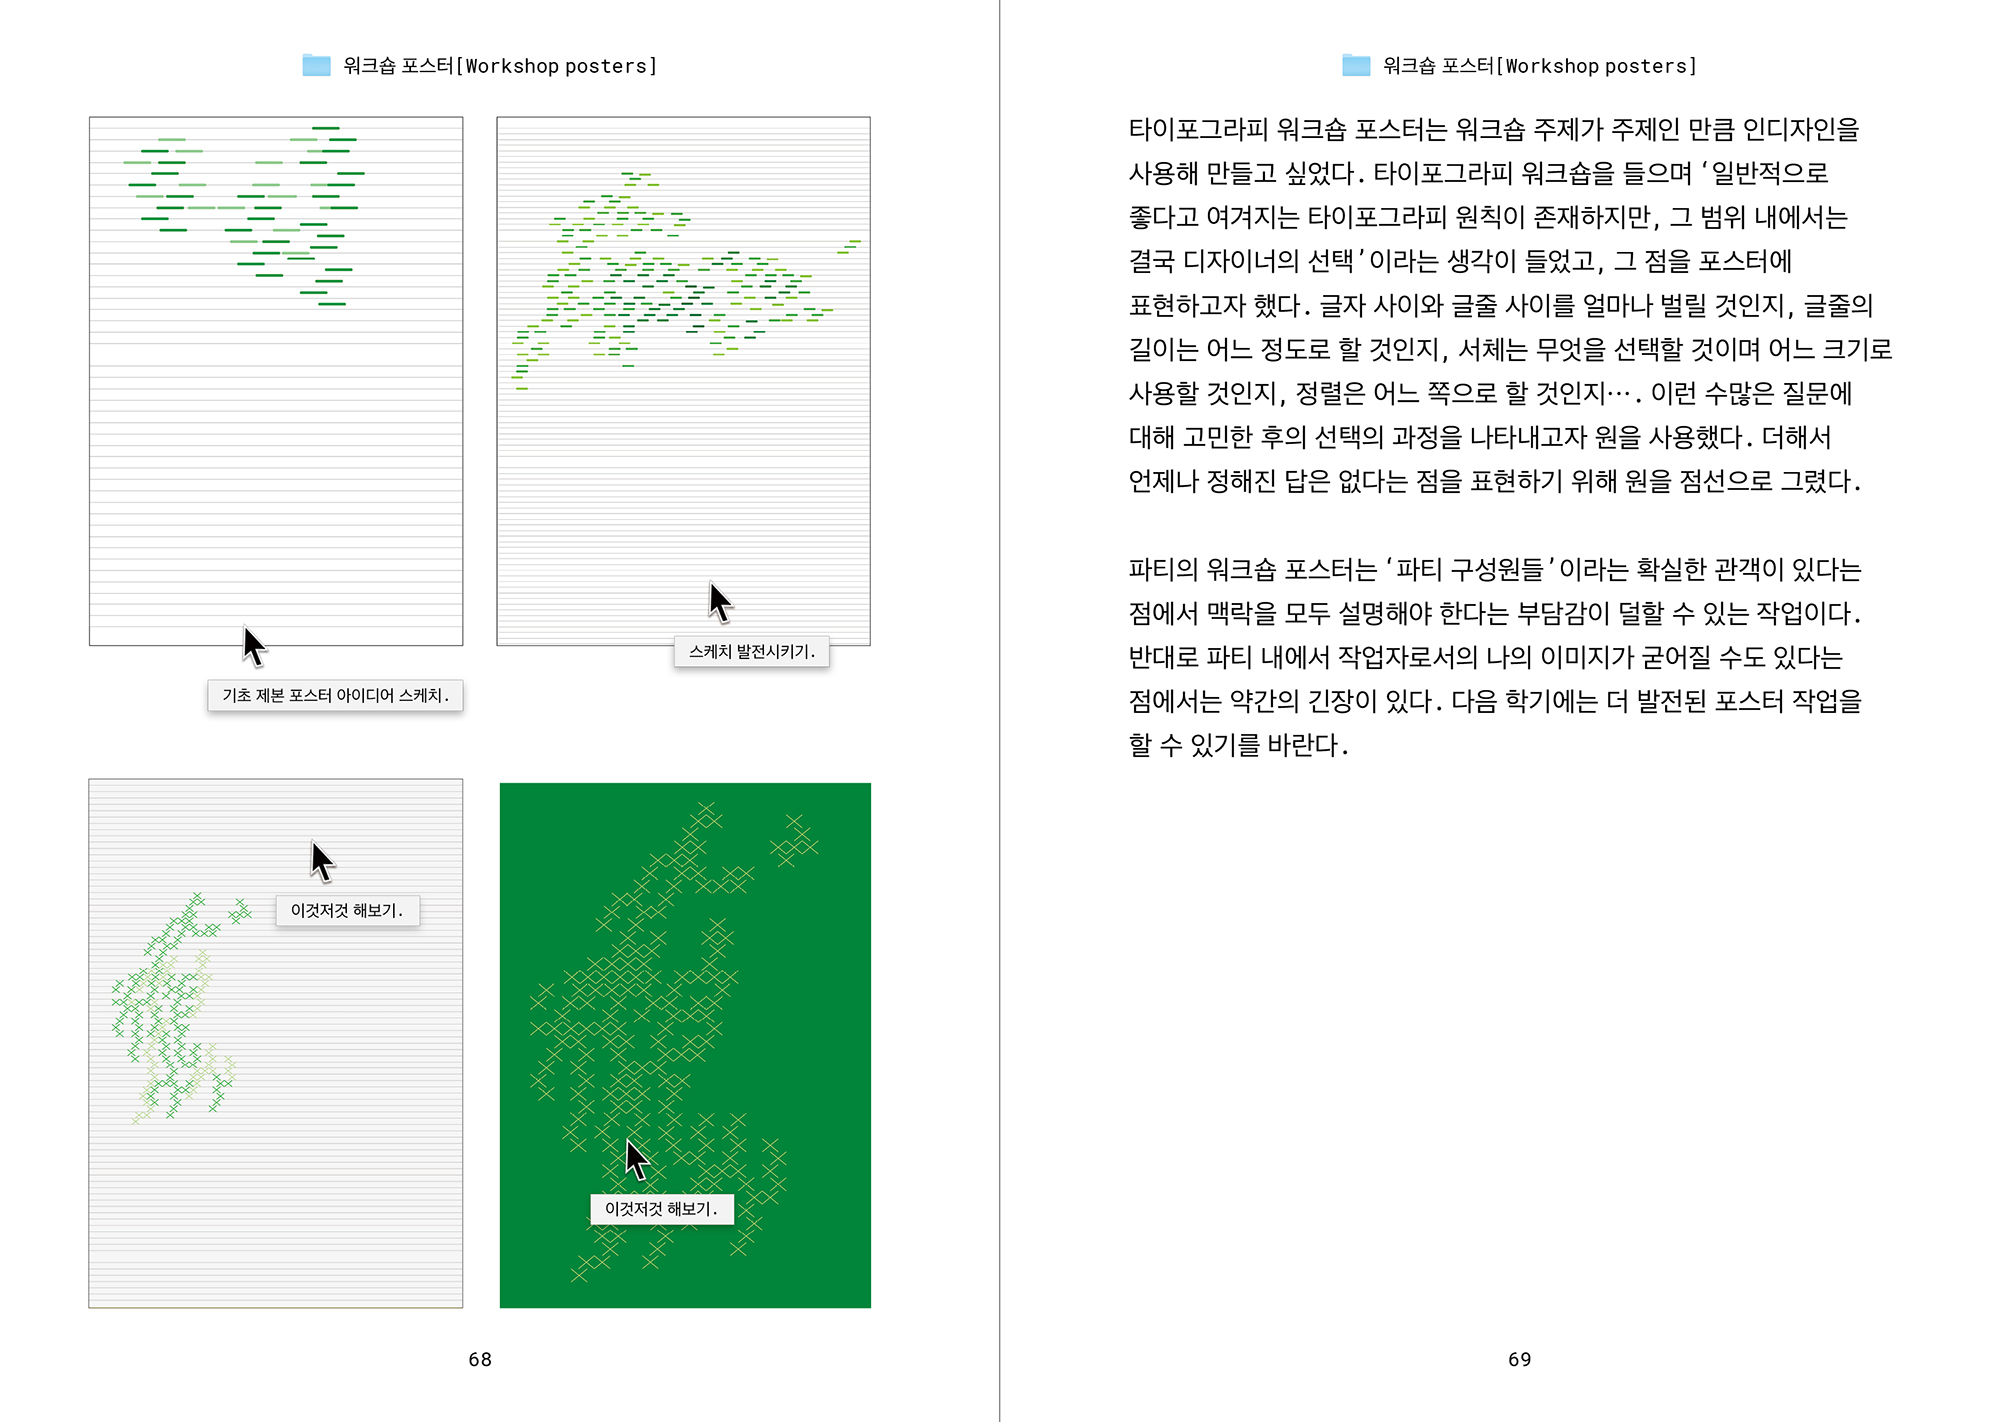 워크숍 포스터[Workshop posters]
기초 제본 포스터 아이디어 스케치.
스케치 발전시키기.
이것저것 해보기.
이것저것 해보기.
68
워크숍 포스터[Workshop posters]
타이포그라피 워크숍 포스터는 워크숍 주제가 주제인 만큼 인디자인을
사용해 만들고 싶었다. 타이포그라피 워크숍을 들으며 ‘일반적으로
좋다고 여겨지는 타이포그라피 원칙이 존재하지만, 그 범위 내에서는
결국 디자이너의 선택’이라는 생각이 들었고, 그 점을 포스터에
표현하고자 했다. 글자 사이와 글줄 사이를 얼마나 벌릴 것인지, 글줄의
길이는 어느 정도로 할 것인지, 서체는 무엇을 선택할 것이며 어느 크기로
사용할 것인지, 정렬은 어느 쪽으로 할 것인지…. 이런 수많은 질문에
대해 고민한 후의 선택의 과정을 나타내고자 원을 사용했다. 더해서
언제나 정해진 답은 없다는 점을 표현하기 위해 원을 점선으로 그렸다.
파티의 워크숍 포스터는 ‘파티 구성원들’이라는 확실한 관객이 있다는
점에서 맥락을 모두 설명해야 한다는 부담감이 덜할 수 있는 작업이다.
반대로 파티 내에서 작업자로서의 나의 이미지가 굳어질 수도 있다는
점에서는 약간의 긴장이 있다. 다음 학기에는 더 발전된 포스터 작업을
할 수 있기를 바란다.
69